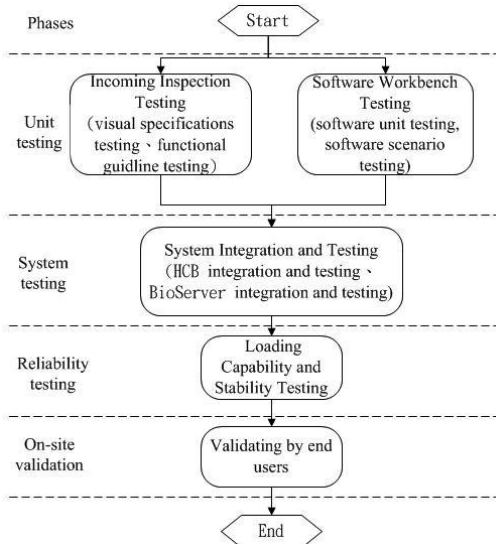 Phases
Start
Unit
testing
Incoming Inspection
Testing
(visual specifications
testing、functional
guidline testing)
Software Workbench
Testing
(software unit testing,
software scenario
testing)
System
testing
System Integration and Testing
(HCB integration and testing、
BioServer integration and testing)
Reliability
testing
Loading
Capability and
Stability Testing
On-site
validation
Validating by end
users
End